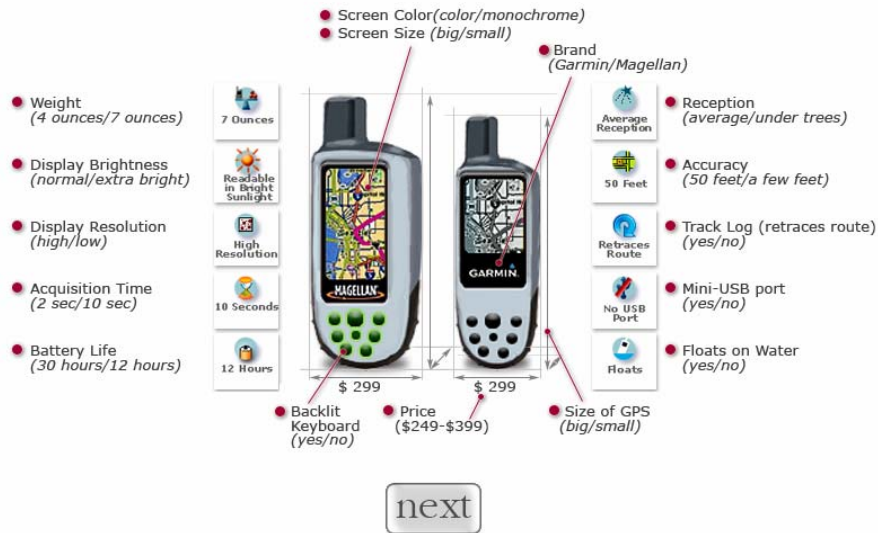 Screen Color(color/monochrome)
Screen Size (big/small)
Brand
(Garmin/Magellan)
Weight
(4 ounces/7 ounces)
7 Ounces
Average
Reception
Reception
(average/under trees)
Display Brightness
(normal/extra bright)
Readable
in Bright
Sunlight
50 Feet
Accuracy
(50 feet/a few feet)
Display Resolution
(high/low)
High
Resolution
GARMIN
Retraces
Route
Track Log (retraces route)
(yes/no)
Acquisition Time
(2 sec/10 sec)
10 Seconds
MAGELLAN
No USB
Port
Mini-USB port
(yes/no)
Battery Life
(30 hours/12 hours)
12 Hours
Floats
Floats on Water
(yes/no)
$ 299
$ 299
Backlit
Keyboard
(yes/no)
Price
($249-$399)
Size of GPS
(big/small)
next